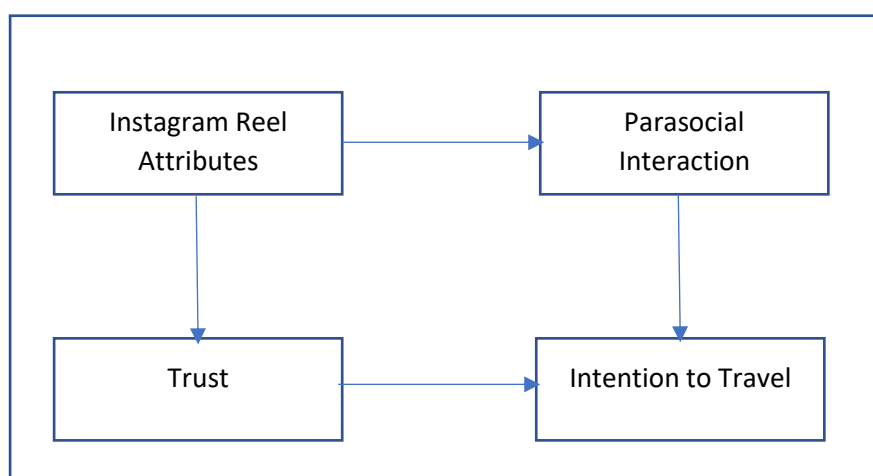 Instagram Reel
Attributes
Parasocial
Interaction
Trust
Intention to Travel